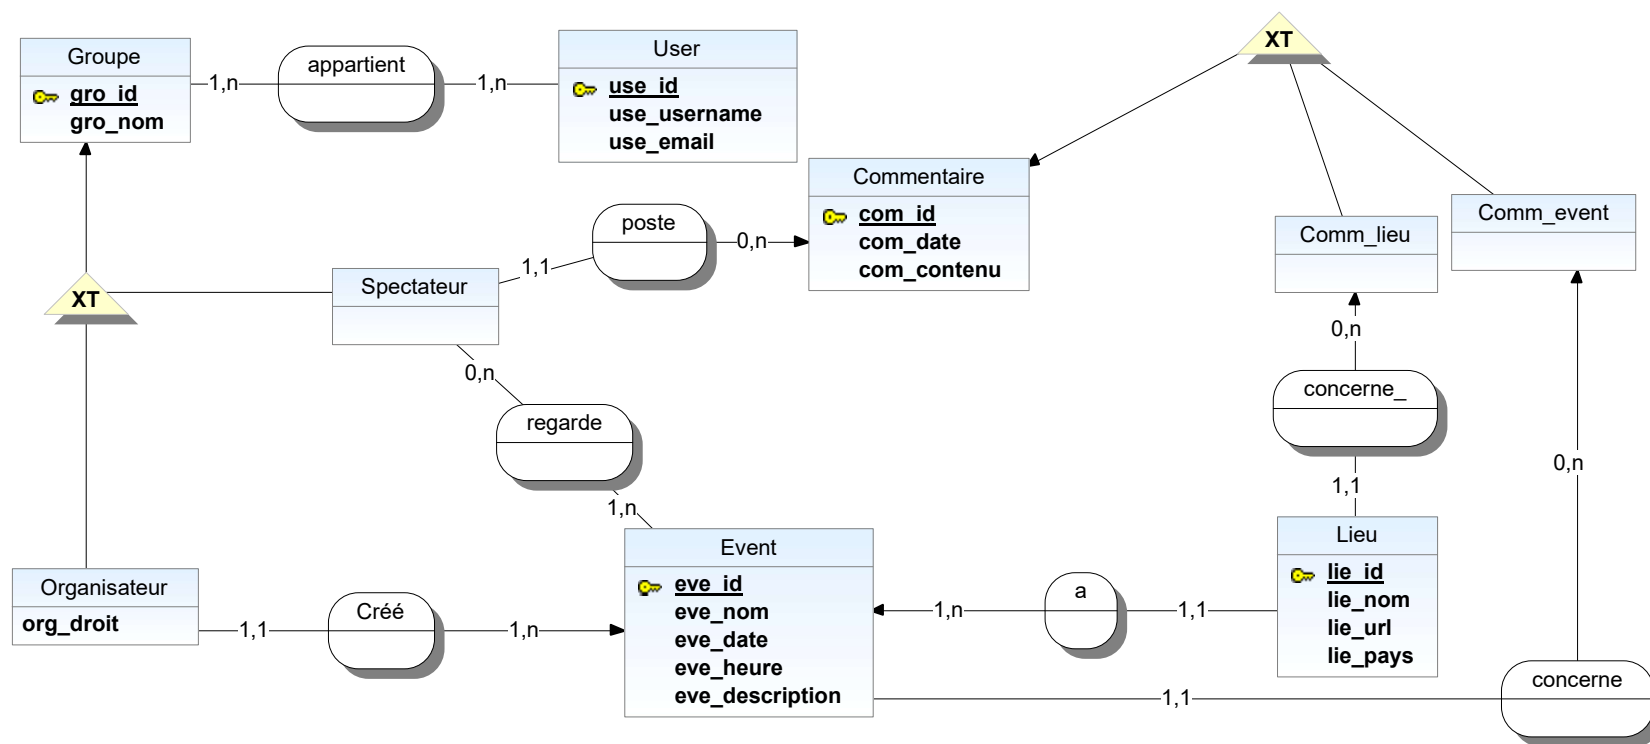 Groupe
gro_id
gro_nom
1,n
appartient
1,n
User
use_id
use_username
use_email
XT
Commentaire
com_id
com_date
com_contenu
Comm_lieu
Comm_event
XT
Spectateur
1,1
poste
0,n
0,n
regarde
1,n
0,n
concerne_
1,1
0,n
Organisateur
org_droit
1,1
Créé
1,n
Event
eve_id
eve_nom
eve_date
eve_heure
eve_description
1,n
a
1,1
Lieu
lie_id
lie_nom
lie_url
lie_pays
1,1
concerne